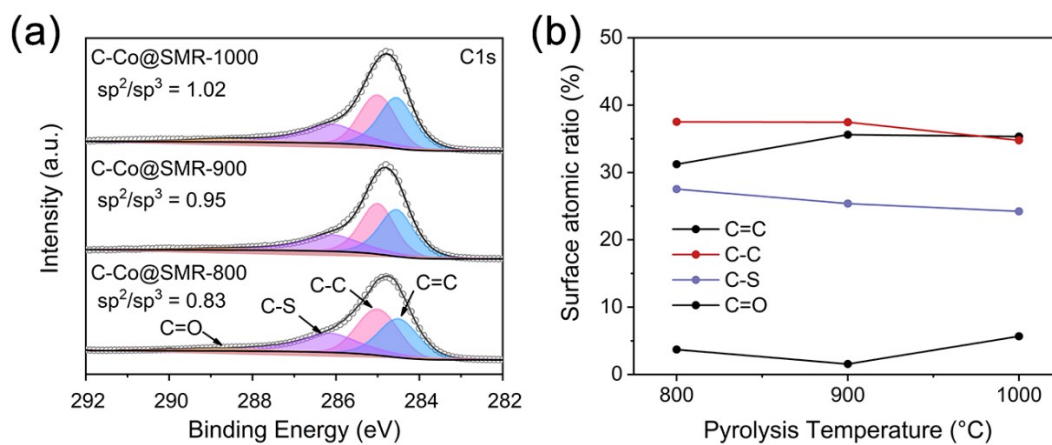 (a)
C-Co@SMR-1000
C1s
sp²/sp³ = 1.02
C-Co@SMR-900
sp²/sp³ = 0.95
C-Co@SMR-800
sp²/sp³ = 0.83
C=O
C-S
C-C
C=C
Intensity (a.u.)
292 290 288 286 284 282
Binding Energy (eV)
(b)
Surface atomic ratio (%)
50
40
30
20
10
0
C=C
C-C
C-S
C=O
800 900 1000
Pyrolysis Temperature (°C)